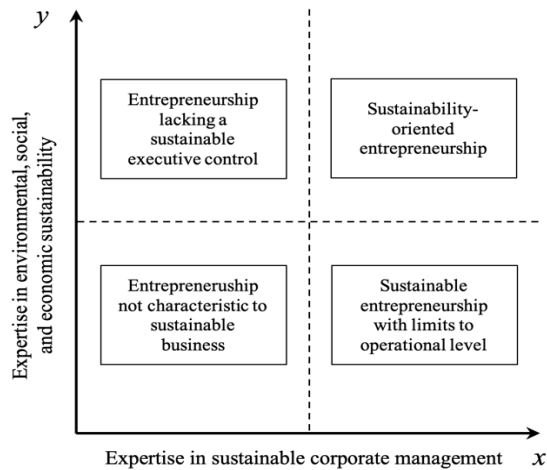 y
Expertise in environmental, social,
and economic sustainability
Entrepreneurship
lacking a
sustainable
executive control
Sustainability-
oriented
entrepreneurship
Entrepreneruship
not characteristic to
sustainable
business
Sustainable
entrepreneurship
with limits to
operational level
Expertise in sustainable corporate management
x